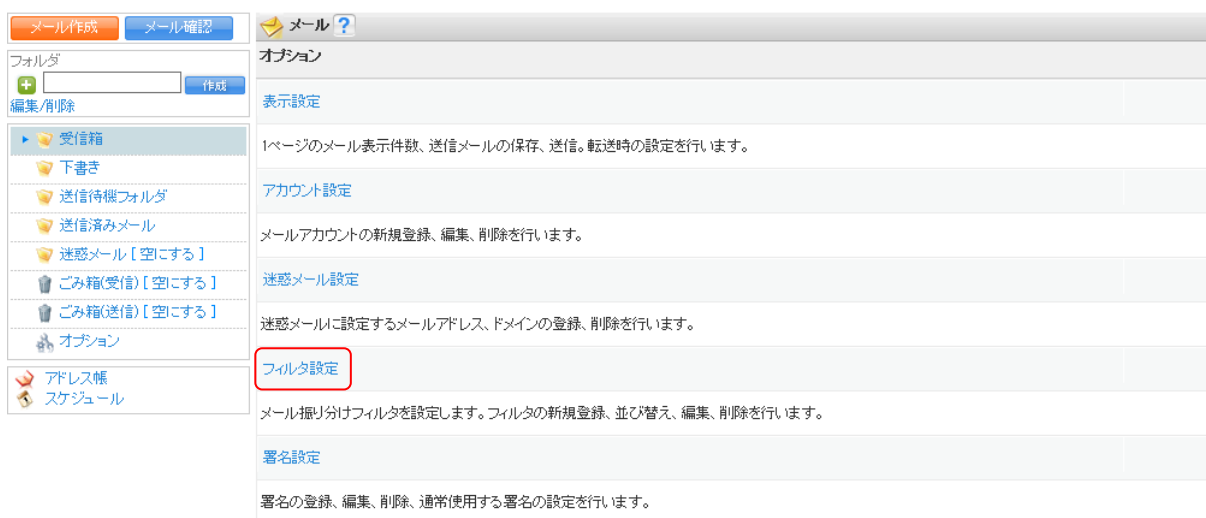 メール作成
メール確認
フォルダ
作成
編集/削除
受信箱
下書き
送信待機フォルダ
送信済みメール
迷惑メール [ 空にする ]
ごみ箱(受信) [ 空にする ]
ごみ箱(送信) [ 空にする ]
オプション
アドレス帳
スケジュール
メール ?
オプション
表示設定
1ページのメール表示件数、送信メールの保存、送信。転送時の設定を行います。
アカウント設定
メールアカウントの新規登録、編集、削除を行います。
迷惑メール設定
迷惑メールに設定するメールアドレス、ドメインの登録、削除を行います。
フィルタ設定
メール振り分けフィルタを設定します。フィルタの新規登録、並び替え、編集、削除を行います。
署名設定
署名の登録、編集、削除、通常使用する署名の設定を行います。